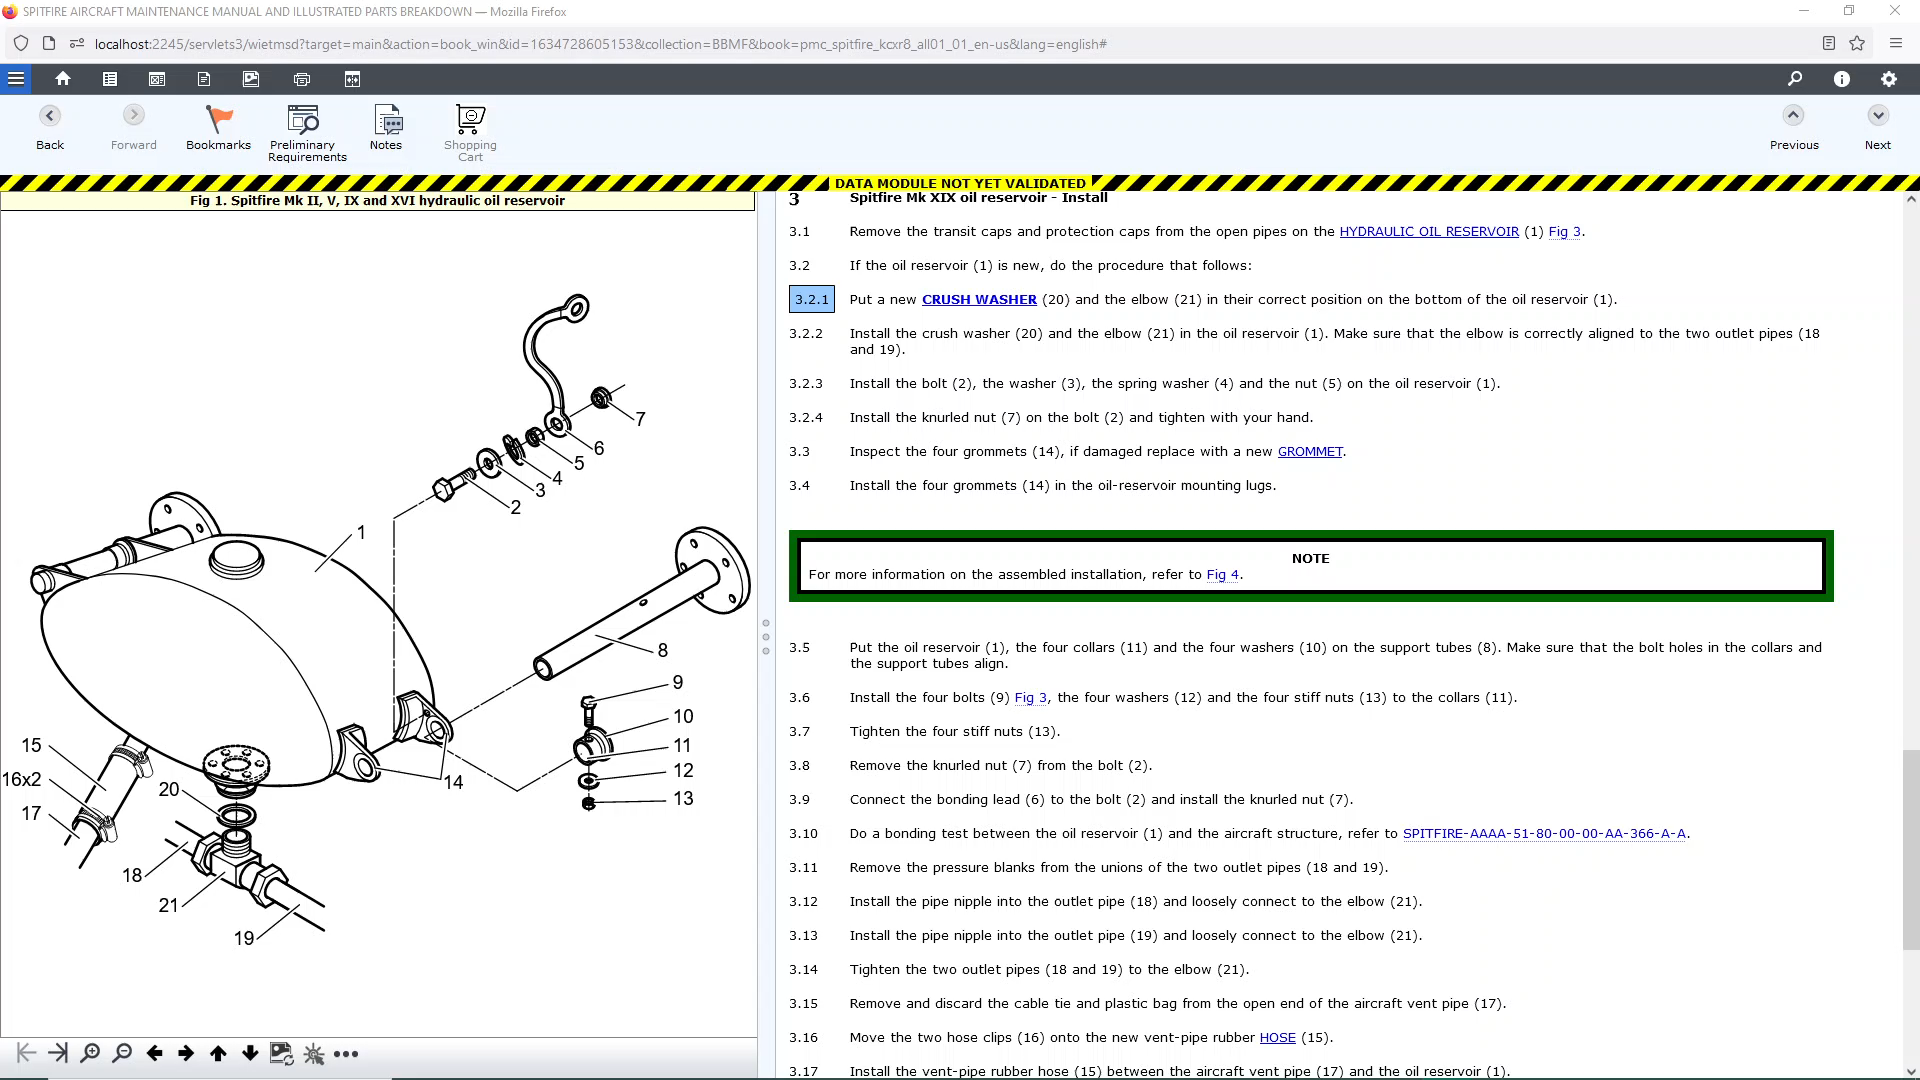 SPITFIRE AIRCRAFT MAINTENANCE MANUAL AND ILLUSTRATED PARTS BREAKDOWN — Mozilla Firefox
localhost:2245/servlets3/wietmsd?target=main&action=book_win&id=1634728605153&collection=BBMF&book=pmc_spitfire_kcxr8_all01_01_en-us&lang=english#
Back
Forward
Bookmarks
Preliminary Requirements
Notes
Shopping Cart
Previous
Next
DATA MODULE NOT YET VALIDATED
Fig 1. Spitfire Mk II, V, IX and XVI hydraulic oil reservoir
7
6
5
4
3
2
1
8
9
10
11
12
13
14
15
16x2
17
20
18
21
19
3 Spitfire Mk XIX oil reservoir - Install
3.1 Remove the transit caps and protection caps from the open pipes on the HYDRAULIC OIL RESERVOIR (1) Fig 3.
3.2 If the oil reservoir (1) is new, do the procedure that follows:
3.2.1 Put a new CRUSH WASHER (20) and the elbow (21) in their correct position on the bottom of the oil reservoir (1).
3.2.2 Install the crush washer (20) and the elbow (21) in the oil reservoir (1). Make sure that the elbow is correctly aligned to the two outlet pipes (18
and 19).
3.2.3 Install the bolt (2), the washer (3), the spring washer (4) and the nut (5) on the oil reservoir (1).
3.2.4 Install the knurled nut (7) on the bolt (2) and tighten with your hand.
3.3 Inspect the four grommets (14), if damaged replace with a new GROMMET.
3.4 Install the four grommets (14) in the oil-reservoir mounting lugs.
NOTE
For more information on the assembled installation, refer to Fig 4.
3.5 Put the oil reservoir (1), the four collars (11) and the four washers (10) on the support tubes (8). Make sure that the bolt holes in the collars and
the support tubes align.
3.6 Install the four bolts (9) Fig 3, the four washers (12) and the four stiff nuts (13) to the collars (11).
3.7 Tighten the four stiff nuts (13).
3.8 Remove the knurled nut (7) from the bolt (2).
3.9 Connect the bonding lead (6) to the bolt (2) and install the knurled nut (7).
3.10 Do a bonding test between the oil reservoir (1) and the aircraft structure, refer to SPITFIRE-AAAA-51-80-00-00-AA-366-A-A.
3.11 Remove the pressure blanks from the unions of the two outlet pipes (18 and 19).
3.12 Install the pipe nipple into the outlet pipe (18) and loosely connect to the elbow (21).
3.13 Install the pipe nipple into the outlet pipe (19) and loosely connect to the elbow (21).
3.14 Tighten the two outlet pipes (18 and 19) to the elbow (21).
3.15 Remove and discard the cable tie and plastic bag from the open end of the aircraft vent pipe (17).
3.16 Move the two hose clips (16) onto the new vent-pipe rubber HOSE (15).
3.17 Install the vent-pipe rubber hose (15) between the aircraft vent pipe (17) and the oil reservoir (1).